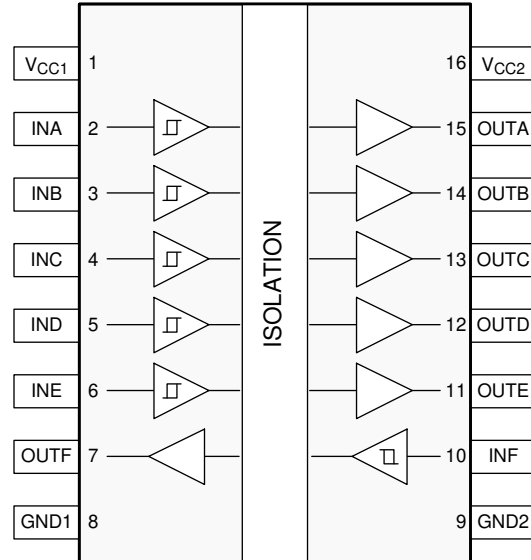 VCC1 1 16 VCC2
INA 2 15 OUTA
INB 3 14 OUTB
INC 4 13 OUTC
IND 5 12 OUTD
INE 6 11 OUTE
OUTF 7 10 INF
GND1 8 9 GND2
ISOLATION